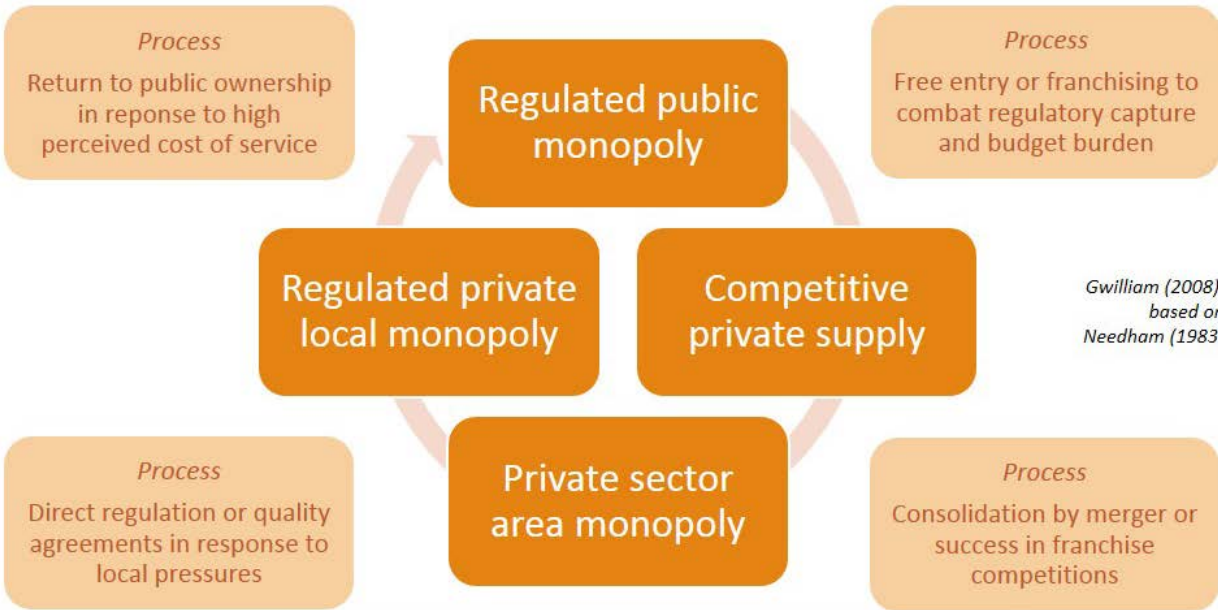 Process
Return to public ownership
in reponse to high
perceived cost of service
Regulated public
monopoly
Process
Free entry or franchising to
combat regulatory capture
and budget burden
Regulated private
local monopoly
Competitive
private supply
Gwilliam (2008)
based on
Needham (1983
Process
Direct regulation or quality
agreements in response to
local pressures
Private sector
area monopoly
Process
Consolidation by merger or
success in franchise
competitions